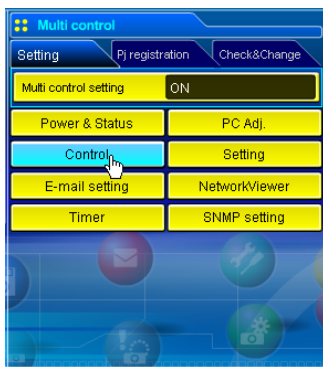 Multi control
Setting Pj registration Check&Change
Multi control setting ON
Power & Status PC Adj.
Control Setting
E-mail setting NetworkViewer
Timer SNMP setting